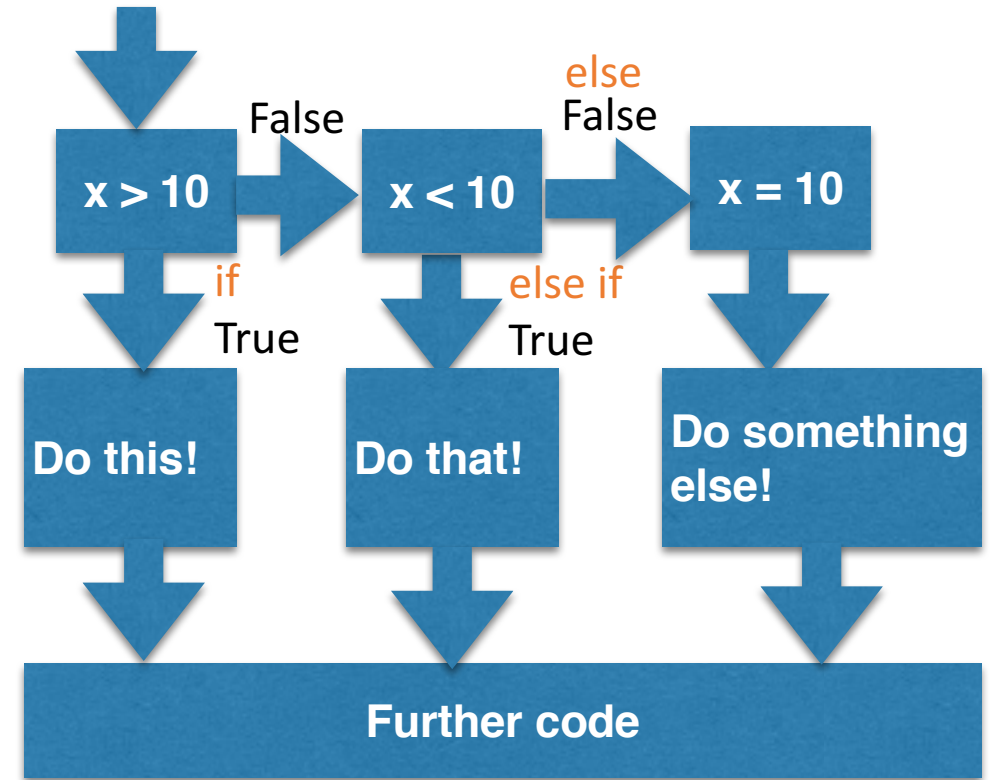 else
False
False
x > 10
x < 10
x = 10
if
True
else if
True
Do this!
Do that!
Do something
else!
Further code